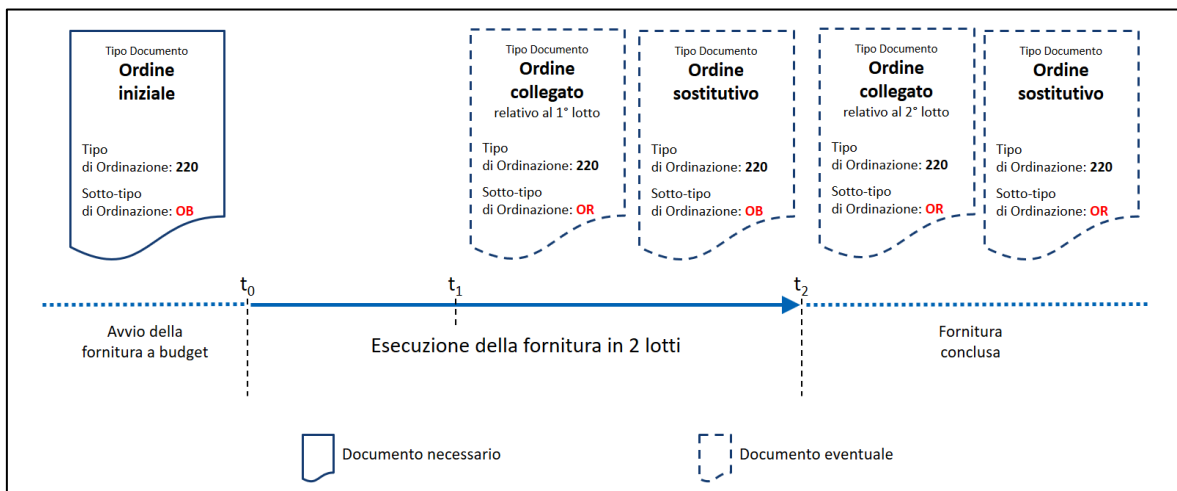 Tipo Documento
Ordine
iniziale
Tipo
di Ordinazione: 220
Sotto-tipo
di Ordinazione: OB
Tipo Documento
Ordine
collegato
relativo al 1° lotto
Tipo
di Ordinazione: 220
Sotto-tipo
di Ordinazione: OR
Tipo Documento
Ordine
sostitutivo
Tipo
di Ordinazione: 220
Sotto-tipo
di Ordinazione: OB
Tipo Documento
Ordine
collegato
relativo al 2° lotto
Tipo
di Ordinazione: 220
Sotto-tipo
di Ordinazione: OR
Tipo Documento
Ordine
sostitutivo
Tipo
di Ordinazione: 220
Sotto-tipo
di Ordinazione: OR
t0
t1
t2
Avvio della
fornitura a budget
Esecuzione della fornitura in 2 lotti
Fornitura
conclusa
Documento necessario
Documento eventuale